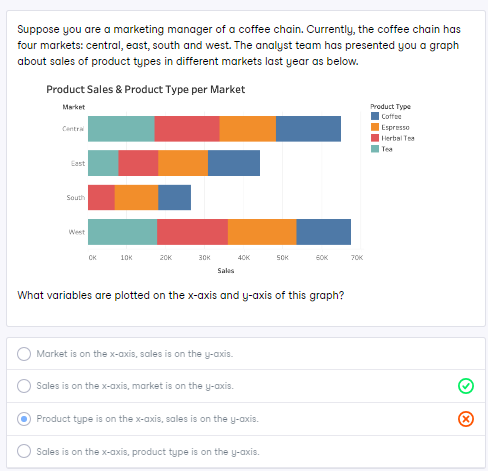 Suppose you are a marketing manager of a coffee chain. Currently, the coffee chain has
four markets: central, east, south and west. The analyst team has presented you a graph
about sales of product types in different markets last year as below.
Product Sales & Product Type per Market
Market
Product Type
Coffee
Espresso
Herbal Tea
Tea
Central
East
South
West
0K 10K 20K 30K 40K 50K 60K 70K
Sales
What variables are plotted on the x-axis and y-axis of this graph?
Market is on the x-axis, sales is on the y-axis.
Sales is on the x-axis, market is on the y-axis.
Product type is on the x-axis, sales is on the y-axis.
Sales is on the x-axis, product type is on the y-axis.